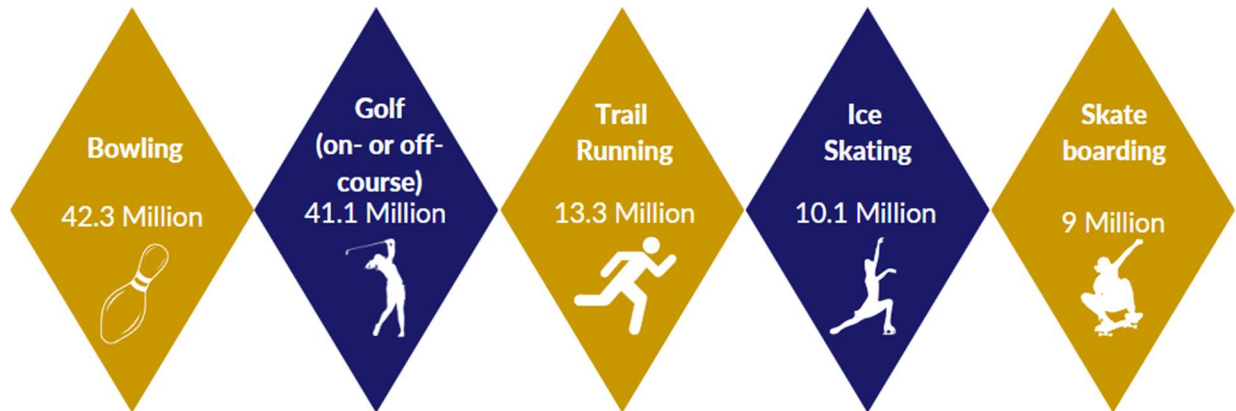 Bowling
42.3 Million
Golf
(on- or off-
course)
41.1 Million
Trail
Running
13.3 Million
Ice
Skating
10.1 Million
Skate
boarding
9 Million